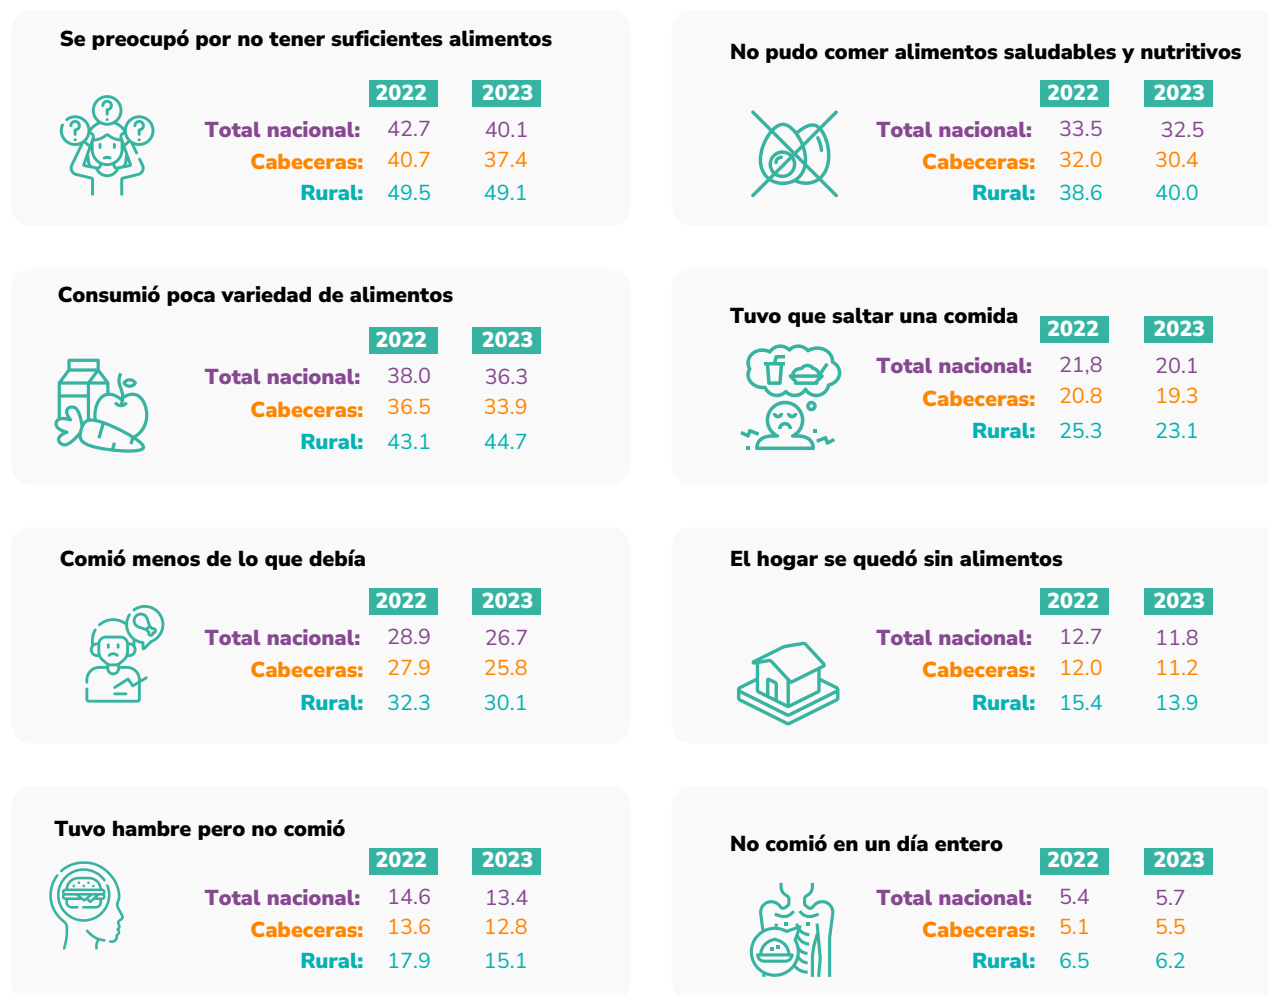 Se preocupó por no tener suficientes alimentos
2022 2023
Total nacional: 42.7 40.1
Cabeceras: 40.7 37.4
Rural: 49.5 49.1
No pudo comer alimentos saludables y nutritivos
2022 2023
Total nacional: 33.5 32.5
Cabeceras: 32.0 30.4
Rural: 38.6 40.0
Consumió poca variedad de alimentos
2022 2023
Total nacional: 38.0 36.3
Cabeceras: 36.5 33.9
Rural: 43.1 44.7
Tuvo que saltar una comida
2022 2023
Total nacional: 21,8 20.1
Cabeceras: 20.8 19.3
Rural: 25.3 23.1
Comió menos de lo que debía
2022 2023
Total nacional: 28.9 26.7
Cabeceras: 27.9 25.8
Rural: 32.3 30.1
El hogar se quedó sin alimentos
2022 2023
Total nacional: 12.7 11.8
Cabeceras: 12.0 11.2
Rural: 15.4 13.9
Tuvo hambre pero no comió
2022 2023
Total nacional: 14.6 13.4
Cabeceras: 13.6 12.8
Rural: 17.9 15.1
No comió en un día entero
2022 2023
Total nacional: 5.4 5.7
Cabeceras: 5.1 5.5
Rural: 6.5 6.2